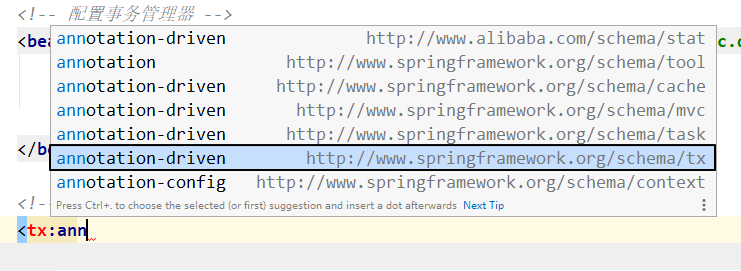 <!-- 配置事务管理器 -->
<bea
annotation-driven http://www.alibaba.com/schema/stat
annotation http://www.springframework.org/schema/tool
annotation-driven http://www.springframework.org/schema/cache
annotation-driven http://www.springframework.org/schema/mvc
annotation-driven http://www.springframework.org/schema/task
annotation-driven http://www.springframework.org/schema/tx
annotation-config http://www.springframework.org/schema/context
Press Ctrl+. to choose the selected (or first) suggestion and insert a dot afterwards Next Tip
</be
<!--
<tx:ann